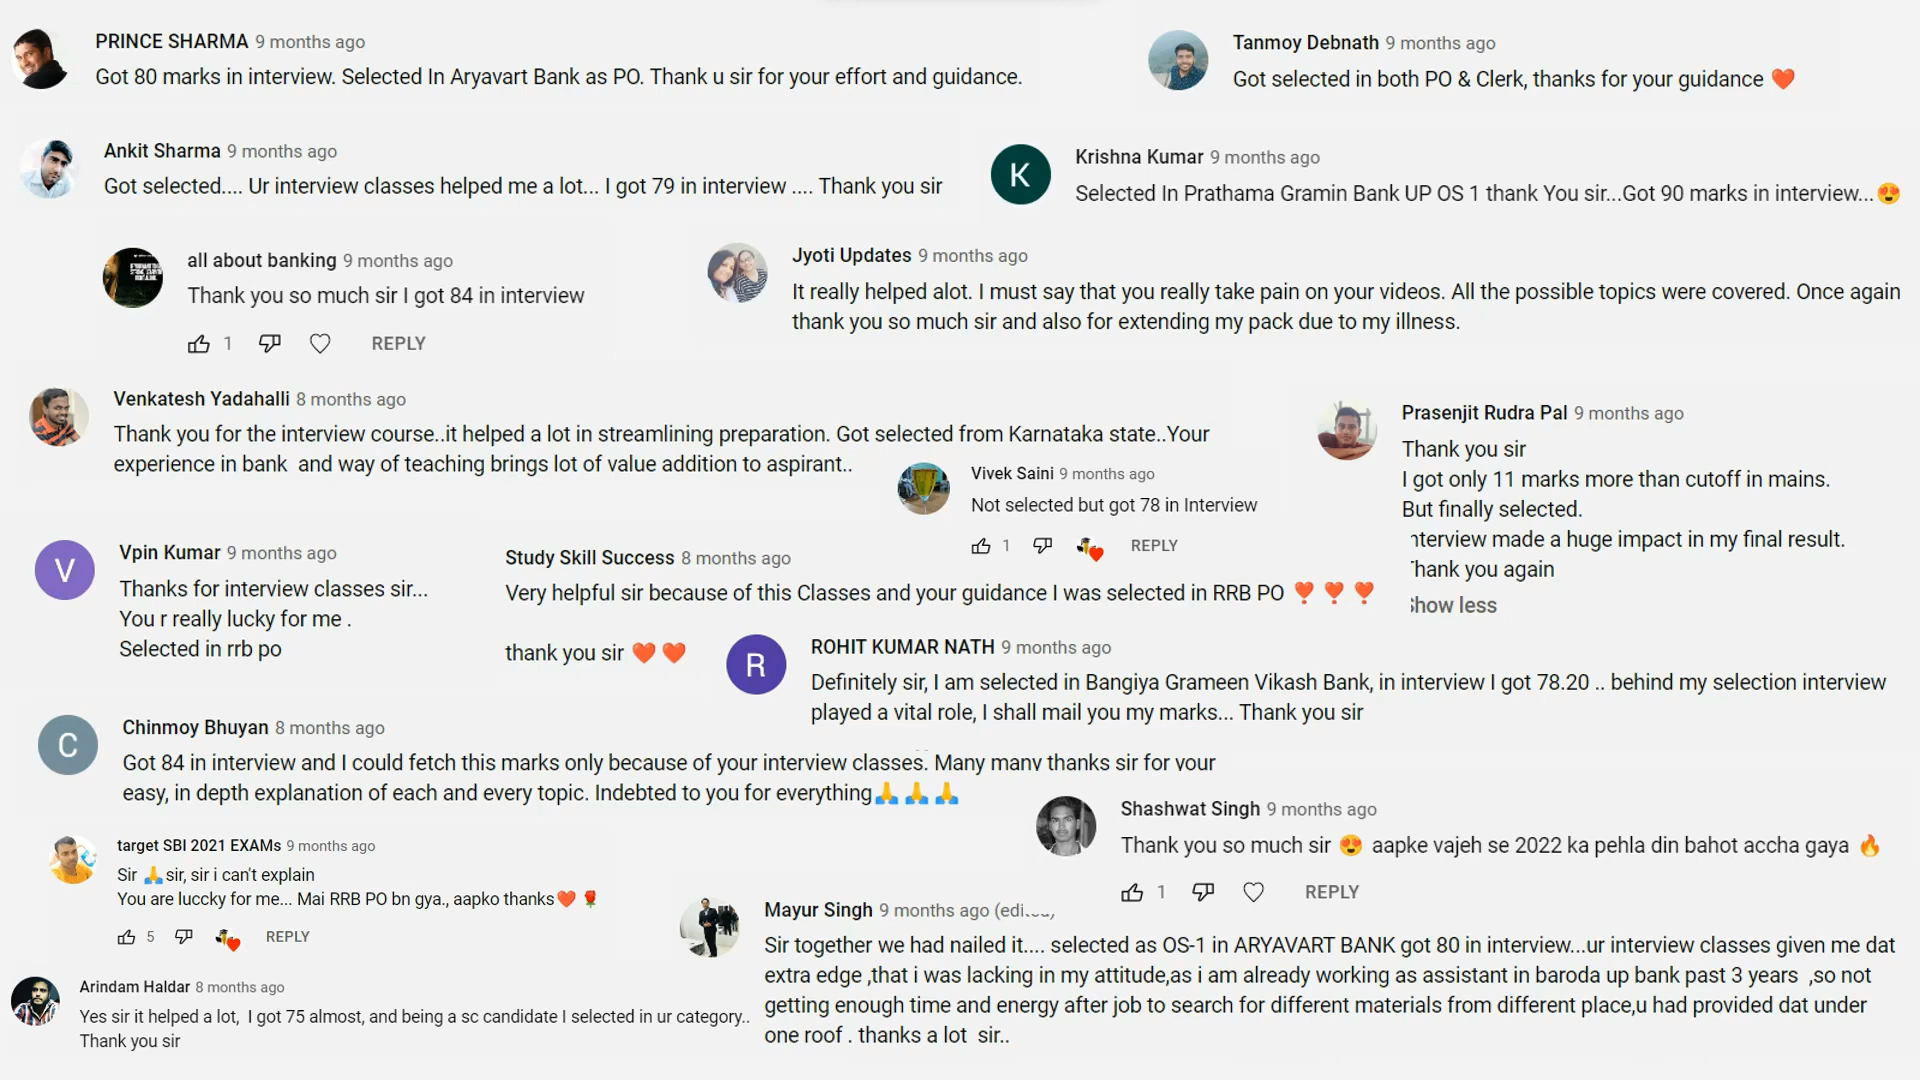 PRINCE SHARMA 9 months ago
Got 80 marks in interview. Selected In Aryavart Bank as PO. Thank u sir for your effort and guidance.
Tanmoy Debnath 9 months ago
Got selected in both PO & Clerk, thanks for your guidance ❤️
Ankit Sharma 9 months ago
Got selected.... Ur interview classes helped me a lot... I got 79 in interview .... Thank you sir
K
Krishna Kumar 9 months ago
Selected In Prathama Gramin Bank UP OS 1 thank You sir...Got 90 marks in interview...😍
all about banking 9 months ago
Thank you so much sir I got 84 in interview
1 REPLY
Jyoti Updates 9 months ago
It really helped alot. I must say that you really take pain on your videos. All the possible topics were covered. Once again
thank you so much sir and also for extending my pack due to my illness.
Venkatesh Yadahalli 8 months ago
Thank you for the interview course..it helped a lot in streamlining preparation. Got selected from Karnataka state..Your
experience in bank and way of teaching brings lot of value addition to aspirant..
Vivek Saini 9 months ago
Not selected but got 78 in Interview
1 REPLY
Prasenjit Rudra Pal 9 months ago
Thank you sir
I got only 11 marks more than cutoff in mains.
But finally selected.
nterview made a huge impact in my final result.
Thank you again
Show less
V
Vpin Kumar 9 months ago
Thanks for interview classes sir...
You r really lucky for me .
Selected in rrb po
Study Skill Success 8 months ago
Very helpful sir because of this Classes and your guidance I was selected in RRB PO ❣️ ❣️ ❣️
thank you sir ❤️ ❤️
R
ROHIT KUMAR NATH 9 months ago
Definitely sir, I am selected in Bangiya Grameen Vikash Bank, in interview I got 78.20 .. behind my selection interview
played a vital role, I shall mail you my marks... Thank you sir
C
Chinmoy Bhuyan 8 months ago
Got 84 in interview and I could fetch this marks only because of your interview classes. Many many thanks sir for your
easy, in depth explanation of each and every topic. Indebted to you for everything🙏🙏🙏
Shashwat Singh 9 months ago
Thank you so much sir 😍 aapke vajeh se 2022 ka pehla din bahot accha gaya 🔥
1 REPLY
target SBI 2021 EXAMs 9 months ago
Sir 🙏sir, sir i can't explain
You are luccky for me... Mai RRB PO bn gya., aapko thanks❤️ 🌹
5 REPLY
Mayur Singh 9 months ago (edited)
Sir together we had nailed it.... selected as OS-1 in ARYAVART BANK got 80 in interview...ur interview classes given me dat
extra edge ,that i was lacking in my attitude,as i am already working as assistant in baroda up bank past 3 years ,so not
getting enough time and energy after job to search for different materials from different place,u had provided dat under
one roof . thanks a lot sir..
Arindam Haldar 8 months ago
Yes sir it helped a lot, I got 75 almost, and being a sc candidate I selected in ur category..
Thank you sir